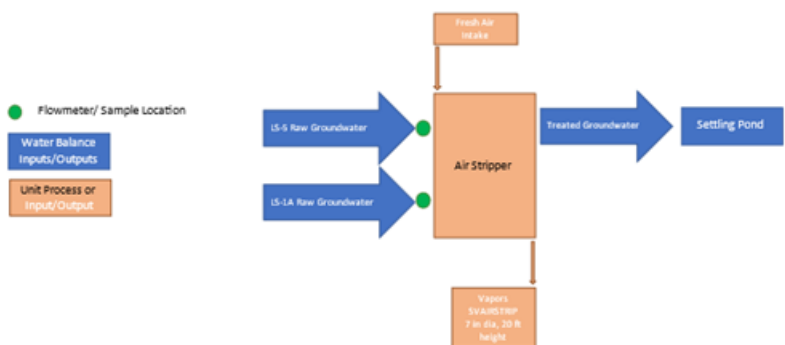 Fresh Air
Intake
Flowmeter/ Sample Location
Water Balance
Inputs/Outputs
Unit Process or
Input/Output
LS-5 Raw Groundwater
LS-1A Raw Groundwater
Air Stripper
Treated Groundwater
Settling Pond
Vapors
SVAIRSTRIP
7 in dia, 20 ft
height